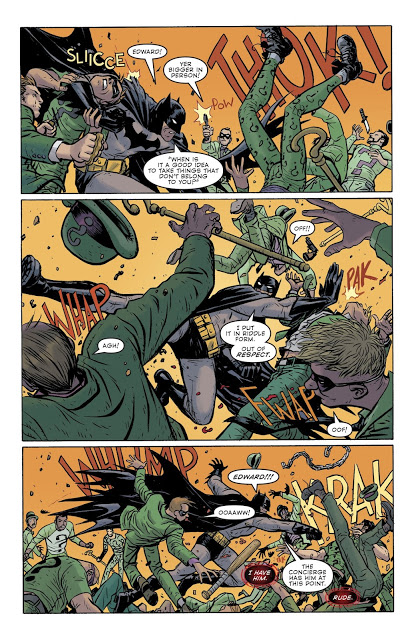 SLIICCE
EDWARD!
YER
BIGGER IN
PERSON!
POW
THOK!
"WHEN IS
IT A GOOD IDEA
TO TAKE THINGS THAT
DON'T BELONG
TO YOU?"
OFF!!
PAK
WHAP
AGH!
I PUT
IT IN RIDDLE
FORM.
OUT OF
RESPECT.
FWAP
OOF!
WHUMP
EDWARD!!!
OOAAWW!
KRAK
I HAVE
HIM.
THE
CONCIERGE
HAS HIM AT
THIS POINT.
RUDE.